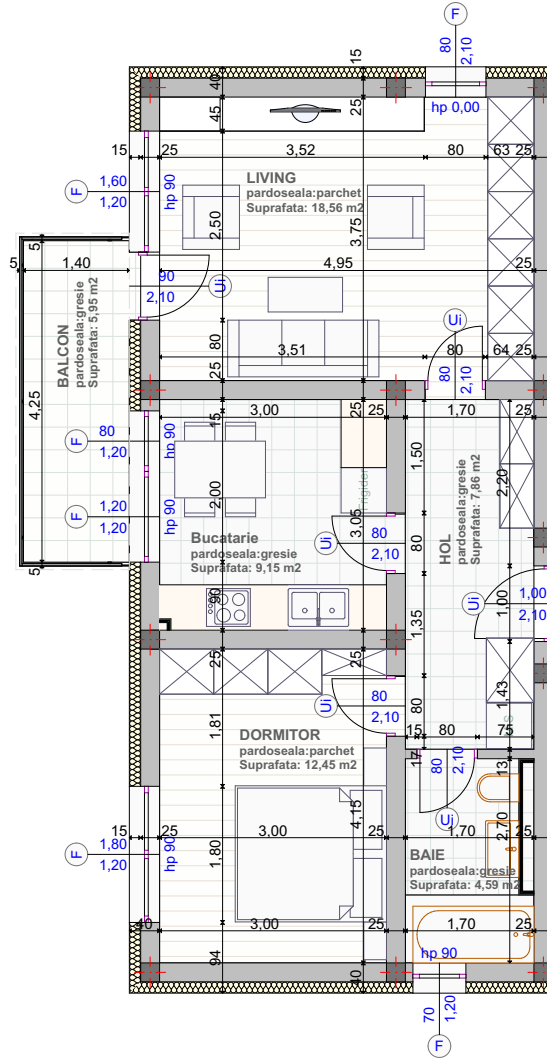 F
80
2,10
15
40
45
25
hp 0,00
15
25
3,52
80
63
25
LIVING
pardoseala:parchet
Suprafata: 18,56 m2
F
1,60
1,20
hp 90
2,50
3,75
5
5
1,40
4,95
25
90
2,10
Ui
BALCON
pardoseala:gresie
Suprafata: 5,95 m2
4,25
Ui
80
3,51
80
64
25
80
2,10
25
25
15
3,00
25
1,70
25
F
80
1,20
hp 90
1,50
2,20
HOL
pardoseala:gresie
Suprafata: 7,86 m2
frigider
F
1,20
1,20
hp 90
2,00
3,05
Bucatarie
pardoseala:gresie
Suprafata: 9,15 m2
Ui
80
2,10
80
5
90
Ui
1,00
2,10
1,00
1,35
25
25
Ui
80
2,10
80
1,43
1,81
DORMITOR
pardoseala:parchet
Suprafata: 12,45 m2
15
80
75
17
80
2,10
13
Ui
4,15
2,70
15
25
3,00
25
1,70
25
F
1,80
1,20
hp 90
1,80
BAIE
pardoseala:gresie
Suprafata: 4,59 m2
40
3,00
25
1,70
25
94
40
hp 90
70
1,20
F